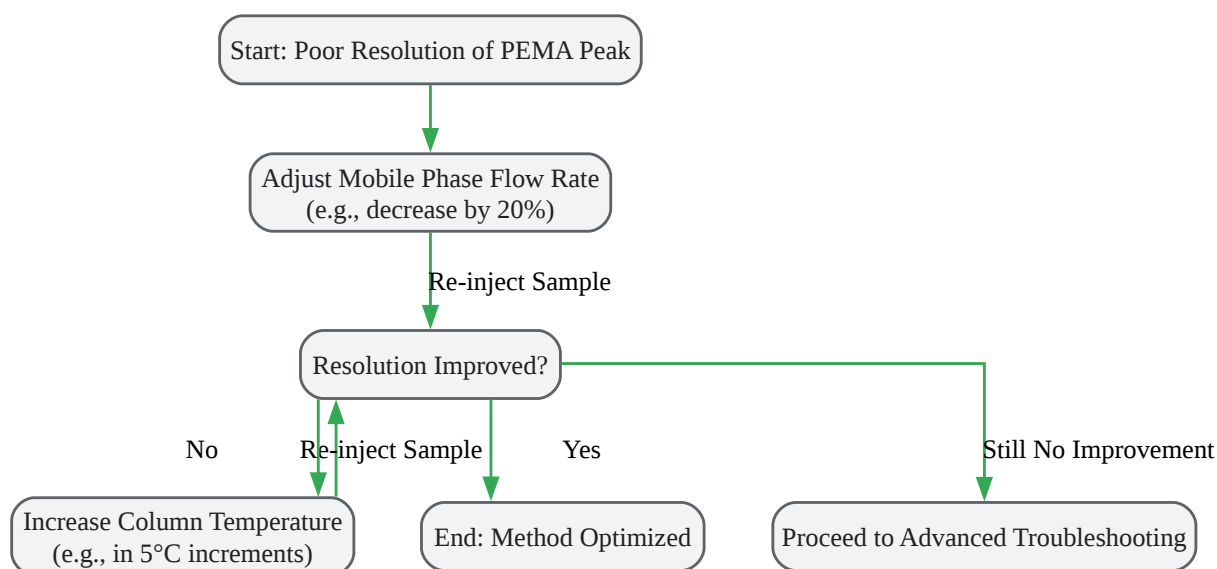 Start: Poor Resolution of PEMA Peak
Adjust Mobile Phase Flow Rate
(e.g., decrease by 20%)
Re-inject Sample
Resolution Improved?
No
Re-inject Sample
Yes
Still No Improvement
Increase Column Temperature
(e.g., in 5°C increments)
End: Method Optimized
Proceed to Advanced Troubleshooting